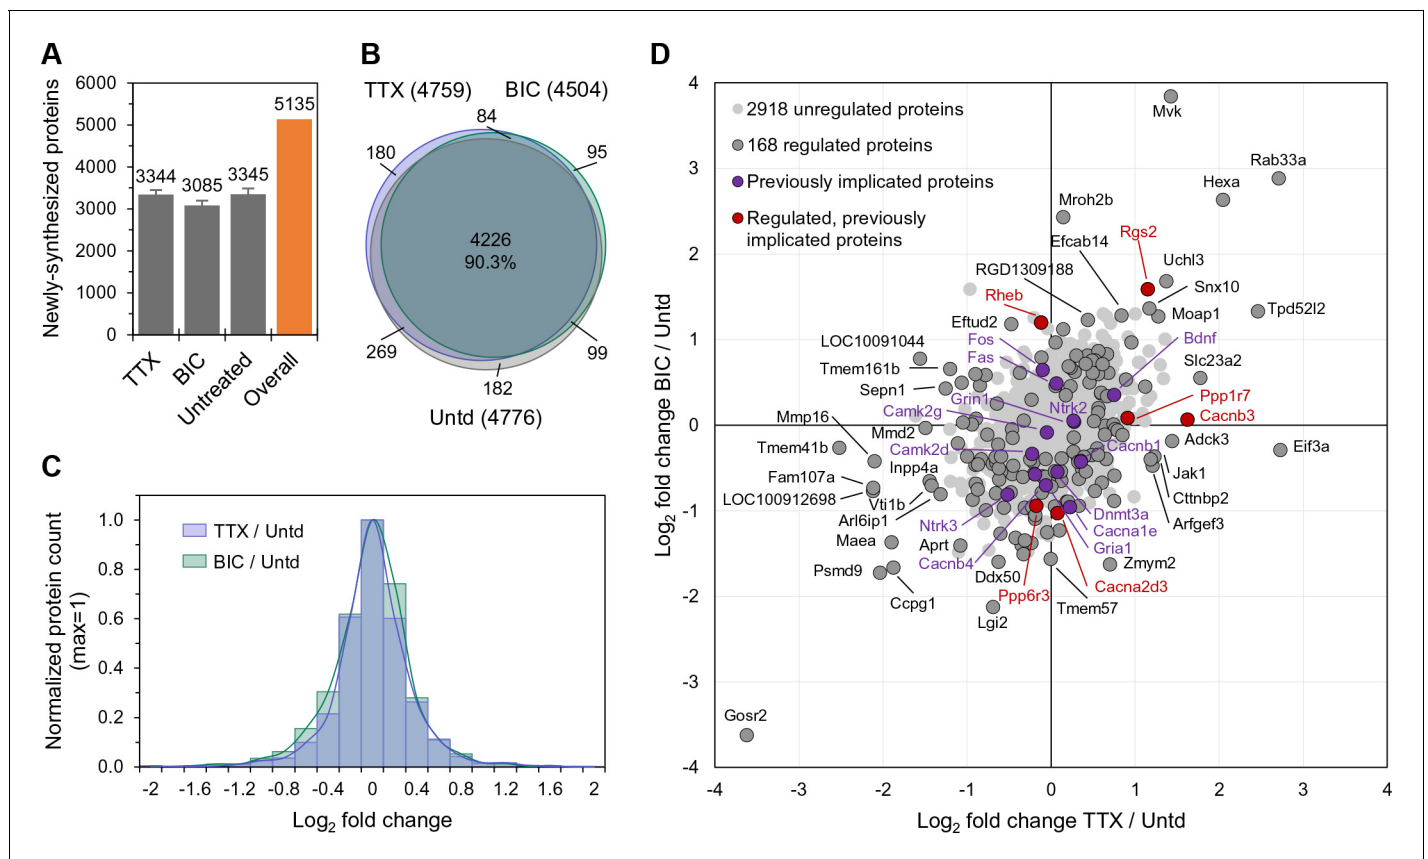 A
Newly-synthesized proteins
6000
5000
4000
3000
2000
1000
0
3344
3085
3345
5135
TTX
BIC
Untreated
Overall
B
TTX (4759)
BIC (4504)
84
180
95
4226
90.3%
269
99
182
Untd (4776)
C
Normalized protein count
(max=1)
1.0
0.8
0.6
0.4
0.2
0.0
TTX / Untd
BIC / Untd
-2 -1.6 -1.2 -0.8 -0.4 0 0.4 0.8 1.2 1.6 2
Log2 fold change
D
Log2 fold change BIC / Untd
4
3
2
1
0
-1
-2
-3
-4
2918 unregulated proteins
168 regulated proteins
Previously implicated proteins
Regulated, previously
implicated proteins
Mvk
Rab33a
Hexa
Mroh2b
Rgs2
Efcab14
Uchl3
RGD1309188
Snx10
Rheb
Moap1
Tpd52l2
Eftud2
Fos
Bdnf
LOC10091044
Fas
Slc23a2
Tmem161b
Sepn1
Grin1
Ppp1r7
Mmp16
Camk2g
Ntrk2
Cacnb3
Mmd2
Adck3
Tmem41b
Camk2d
Cacnb1
Eif3a
Inpp4a
Jak1
Fam107a
LOC100912698
Vti1b
Cttnbp2
Arl6ip1
Ntrk3
Dnmt3a
Arfgef3
Cacna1e
Maea
Aprt
Gria1
Cacnb4
Zmym2
Psmd9
Ddx50
Cacna2d3
Ccpg1
Ppp6r3
Tmem57
Lgi2
Gosr2
-4 -3 -2 -1 0 1 2 3 4
Log2 fold change TTX / Untd